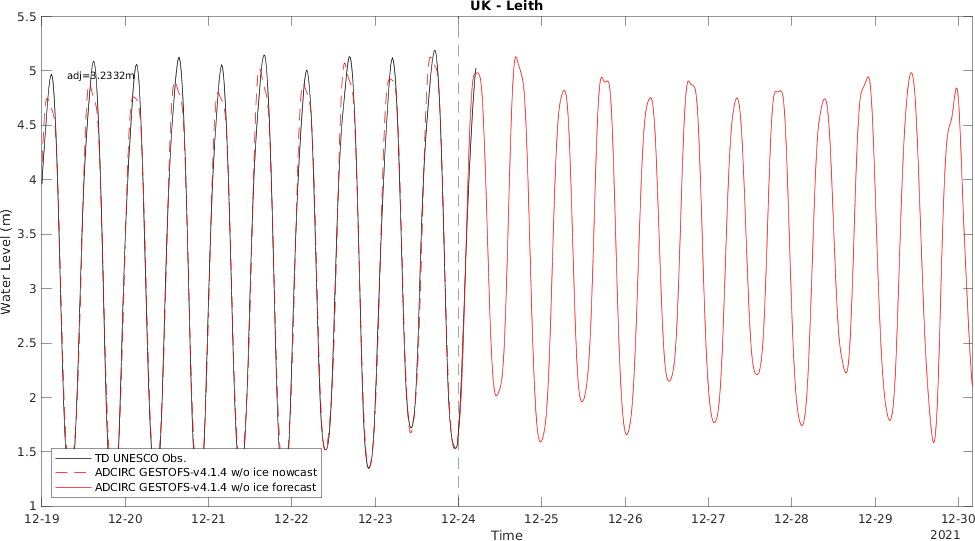 UK - Leith
5.5
5
4.5
4
3.5
3
2.5
2
1.5
1
Water Level (m)
adj=3.2332m
TD UNESCO Obs.
ADCIRC GESTOFS-v4.1.4 w/o ice nowcast
ADCIRC GESTOFS-v4.1.4 w/o ice forecast
12-19 12-20 12-21 12-22 12-23 12-24 12-25 12-26 12-27 12-28 12-29 12-30
Time
2021